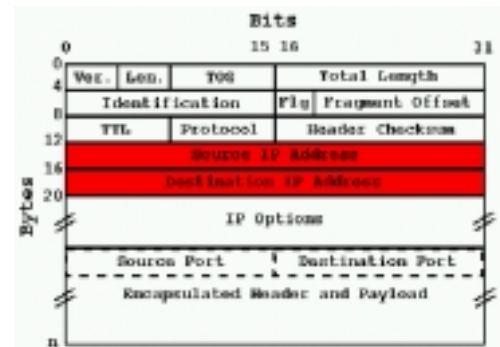 Bits
0 15 16 31
0
Ver. Len. TOS Total Length
4
Identification Flg Fragment Offset
8
TTL Protocol Header Checksum
12
Source IP Address
16
Destination IP Address
20
Bytes
IP Options
Source Port Destination Port
Encapsulated Header and Payload
n